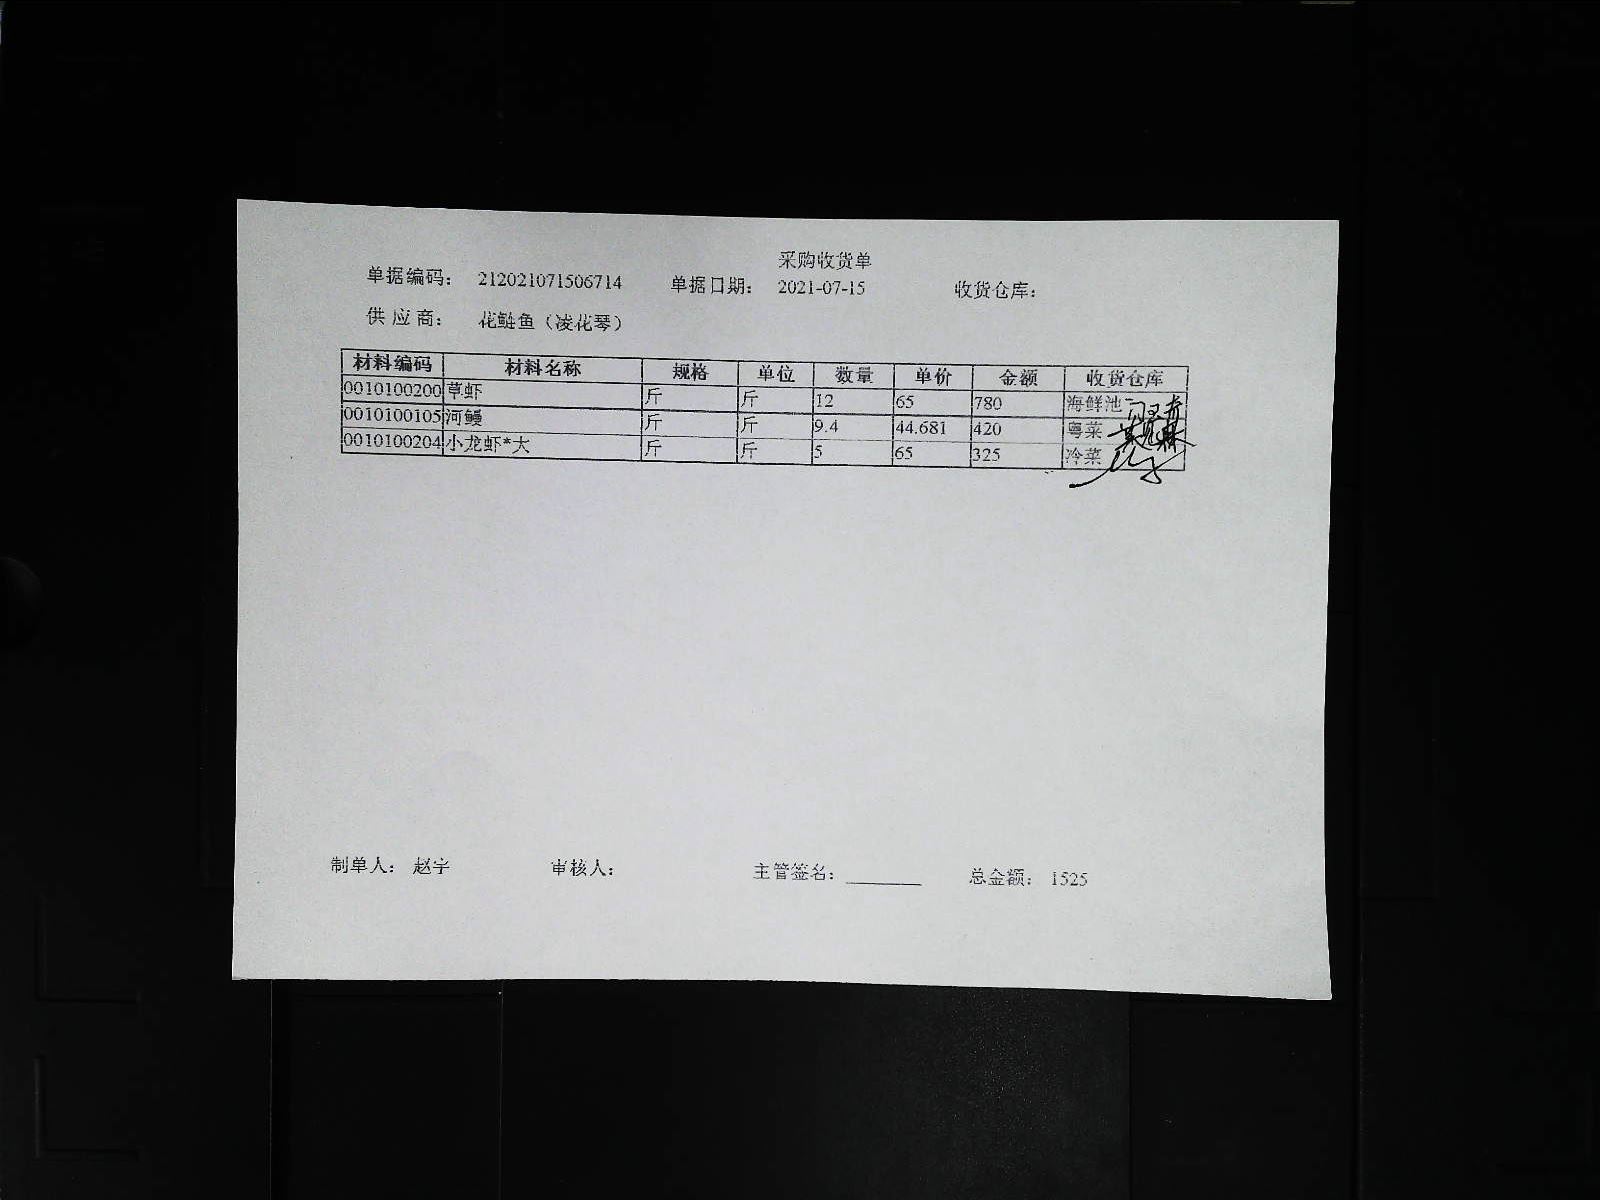 采购收货单
单据编码： 212021071506714 单据日期： 2021-07-15 收货仓库：
供 应 商： 花鲢鱼（凌花琴）
材料编码 材料名称 规格 单位 数量 单价 金额 收货仓库
0010100200 草虾 斤 斤 12 65 780 海鲜池
0010100105 河鳗 斤 斤 9.4 44.681 420 粤菜
0010100204 小龙虾*大 斤 斤 5 65 325 冷菜
制单人： 赵宇 审核人： 主管签名：________ 总金额： 1525